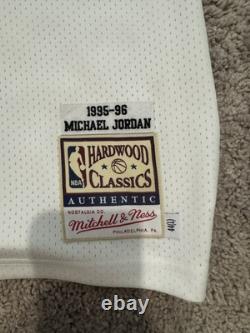 1995-96
MICHAEL JORDAN
HARDWOOD
NBA
CLASSICS
AUTHENTIC
NOSTALGIA CO.
Mitchell & Ness
PHILADELPHIA, PA.